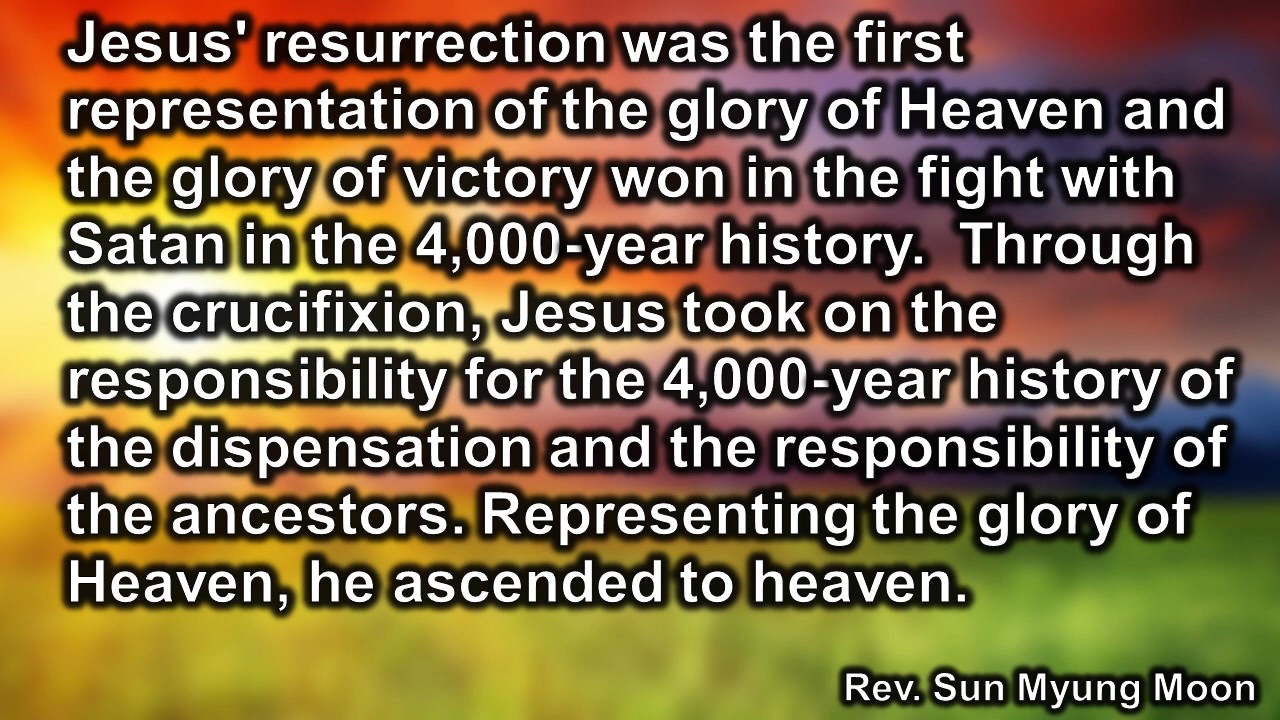 Jesus' resurrection was the first
representation of the glory of Heaven and
the glory of victory won in the fight with
Satan in the 4,000-year history.  Through
the crucifixion, Jesus took on the
responsibility for the 4,000-year history of
the dispensation and the responsibility of
the ancestors. Representing the glory of
Heaven, he ascended to heaven.
Rev. Sun Myung Moon